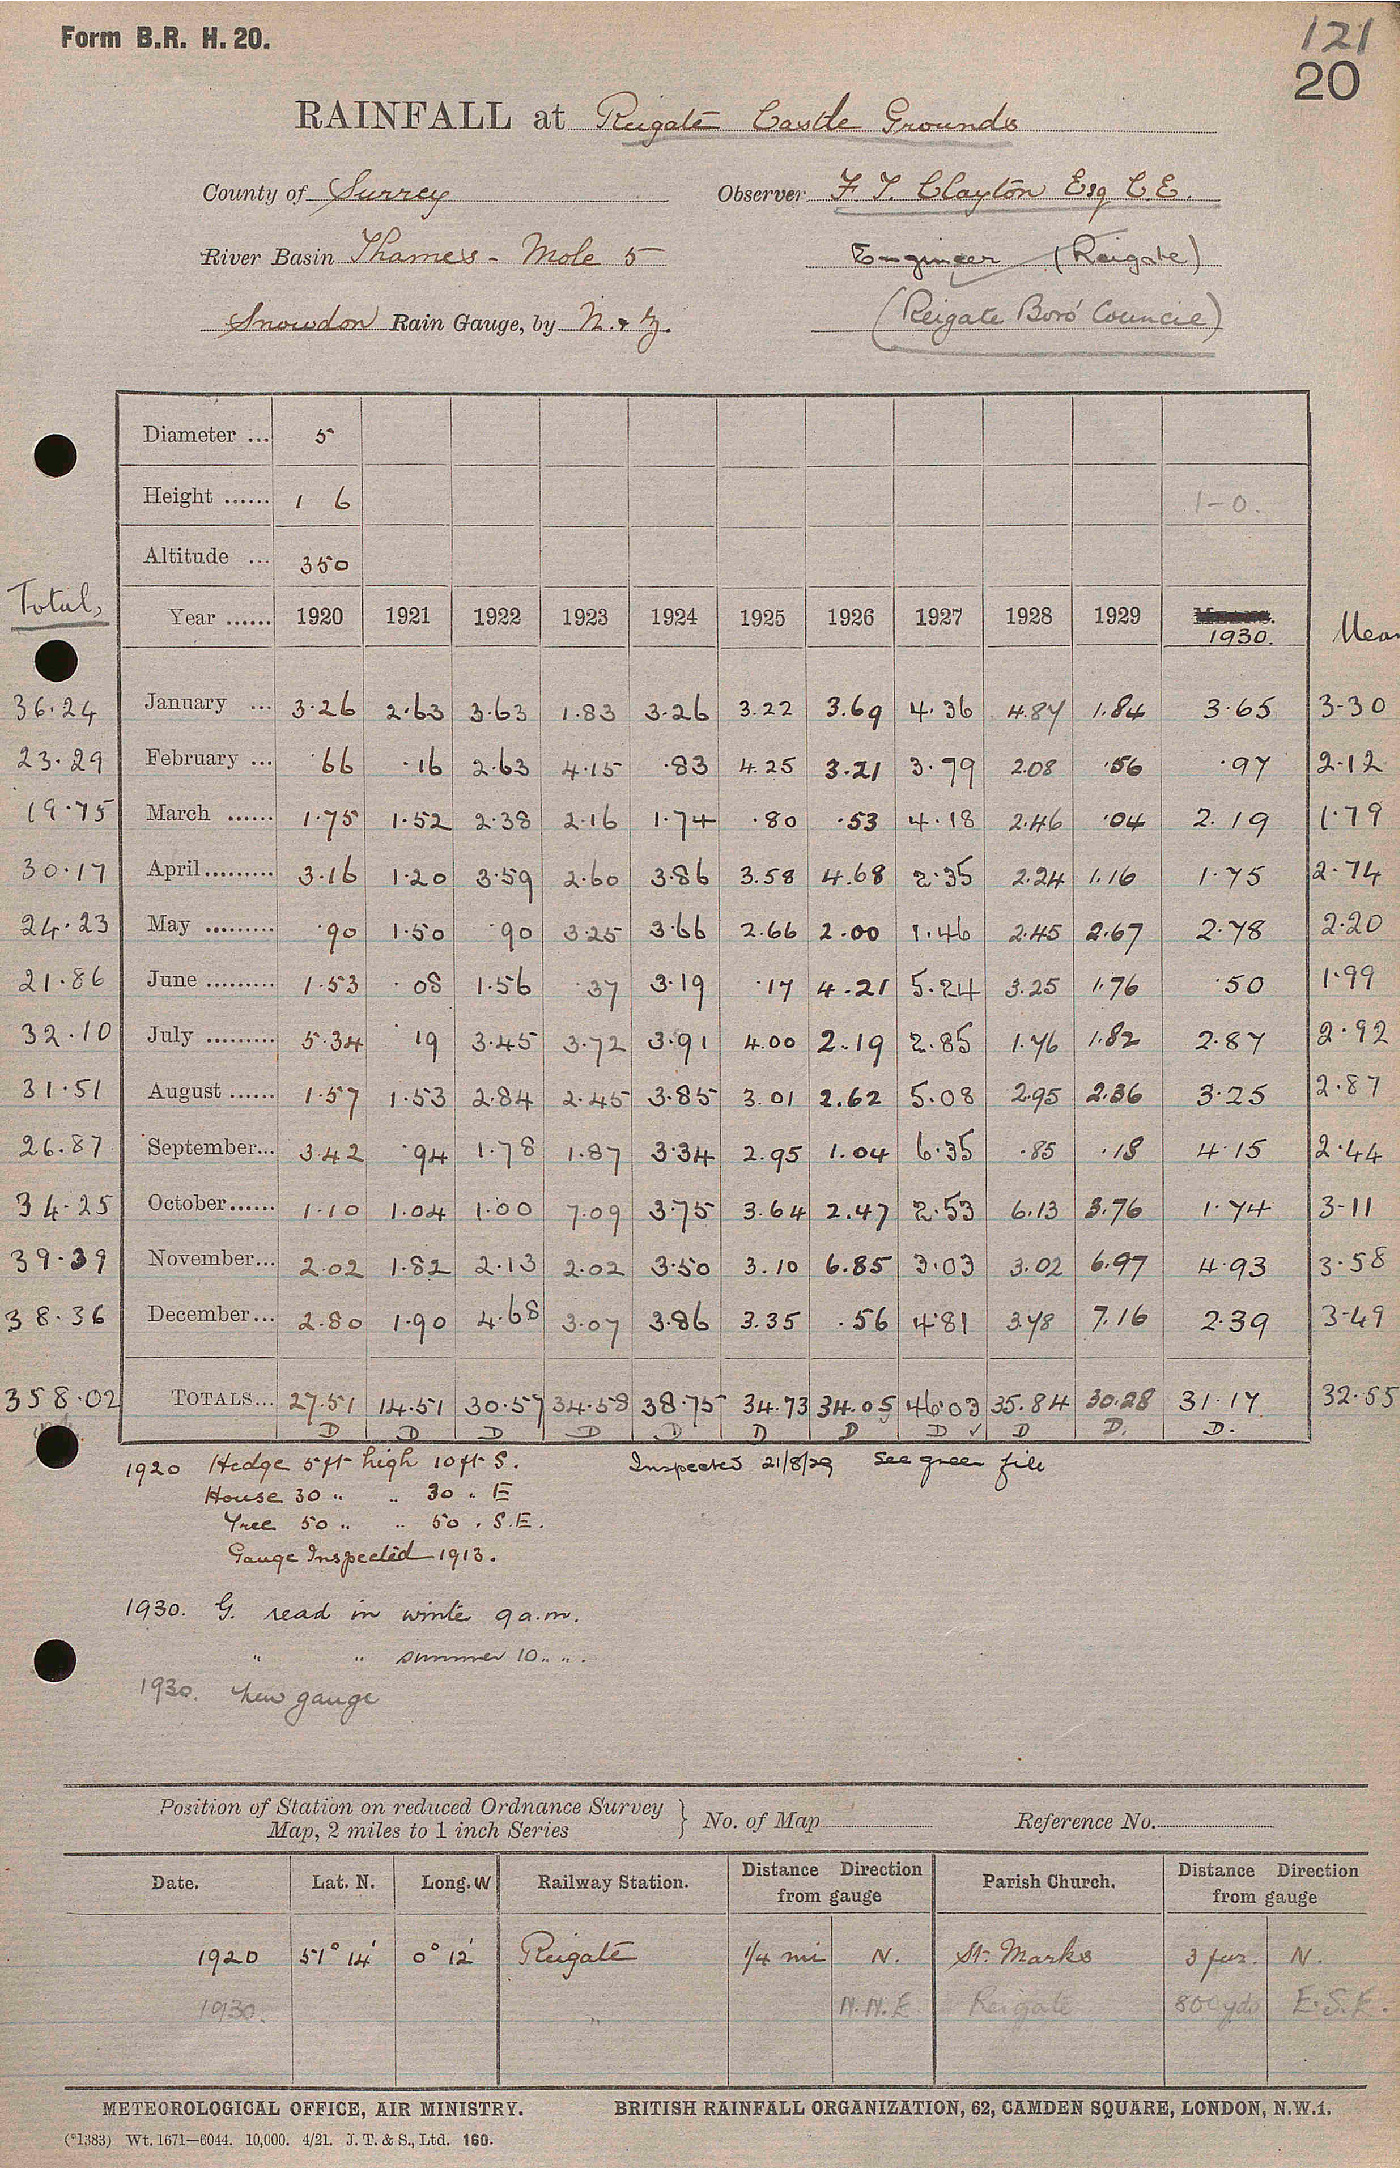 Form B.R. H. 20.
121
20
RAINFALL at Reigate Castle Grounds
County of Surrey Observer F. T. Clayton Esq C.E.
River Basin Thames - Mole 5 Engineer (Reigate)
Snowdon Rain Gauge, by N. & Z. (Reigate Boro' Council)
Diameter ... 5
Height ...... 1 6 1-0.
Altitude ... 350
Total, Year ...... 1920 1921 1922 1923 1924 1925 1926 1927 1928 1929 1930. Mean
36.24 January ... 3.26 2.63 3.63 1.83 3.26 3.22 3.69 4.36 4.87 1.84 3.65 3.30
23.29 February ... .66 .16 2.63 4.15 .83 4.25 3.21 3.79 2.08 .56 .97 2.12
19.75 March ...... 1.75 1.52 2.38 2.16 1.74 .80 .53 4.18 2.46 .04 2.19 1.79
30.17 April......... 3.16 1.20 3.59 2.60 3.86 3.58 4.68 2.35 2.24 1.16 1.75 2.74
24.23 May ......... .90 1.50 .90 3.25 3.66 2.66 2.00 1.46 2.45 2.67 2.78 2.20
21.86 June ......... 1.53 .08 1.56 .37 3.19 .17 4.21 5.24 3.25 1.76 .50 1.99
32.10 July ......... 5.34 .19 3.45 3.72 3.91 4.00 2.19 2.85 1.76 1.82 2.87 2.92
31.51 August ...... 1.57 1.53 2.84 2.45 3.85 3.01 2.62 5.08 2.95 2.36 3.25 2.87
26.87 September... 3.42 .94 1.78 1.87 3.34 2.95 1.04 6.35 .85 .18 4.15 2.44
34.25 October...... 1.10 1.04 1.00 7.09 3.75 3.64 2.47 2.53 6.13 3.76 1.74 3.11
39.39 November... 2.02 1.82 2.13 2.02 3.50 3.10 6.85 3.03 3.02 6.97 4.93 3.58
38.36 December... 2.80 1.90 4.68 3.07 3.86 3.35 .56 4.81 3.78 7.16 2.39 3.49
358.02 TOTALS... 27.51 14.51 30.57 34.58 38.75 34.73 34.05 46.03 35.84 30.28 31.17 32.55
D D D D D D D D ✓ D D. D.
1920 Hedge 5 ft high 10 ft S. Inspected 21/8/29 See green file
House 30 " " 30 " E
Tree 50 " " 50 " S.E.
Gauge Inspected 1913.
1930. G. read in winter 9 a.m.
" " summer 10 " ".
1930. New gauge
Position of Station on reduced Ordnance Survey Map, 2 miles to 1 inch Series } No. of Map Reference No.
Date. Lat. N. Long. W Railway Station. Distance Direction from gauge Parish Church. Distance Direction from gauge
1920 51° 14' 0° 12' Reigate 1/4 mi N. St. Marks 3 fur. N.
1930. " N.N.E Reigate 800 yds E.S.E.
METEOROLOGICAL OFFICE, AIR MINISTRY. BRITISH RAINFALL ORGANIZATION, 62, CAMDEN SQUARE, LONDON, N.W.1.
(*1383) Wt. 1671—6044. 10,000. 4/21. J. T. & S., Ltd. 160.